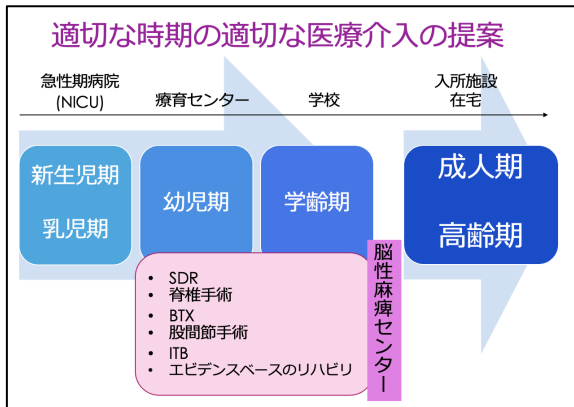 適切な時期の適切な医療介入の提案
急性期病院
(NICU)
療育センター
学校
入所施設
在宅
新生児期
乳児期
幼児期
学齢期
成人期
高齢期
• SDR
• 脊椎手術
• BTX
• 股間節手術
• ITB
• エビデンスベースのリハビリ
脳性麻痺センター